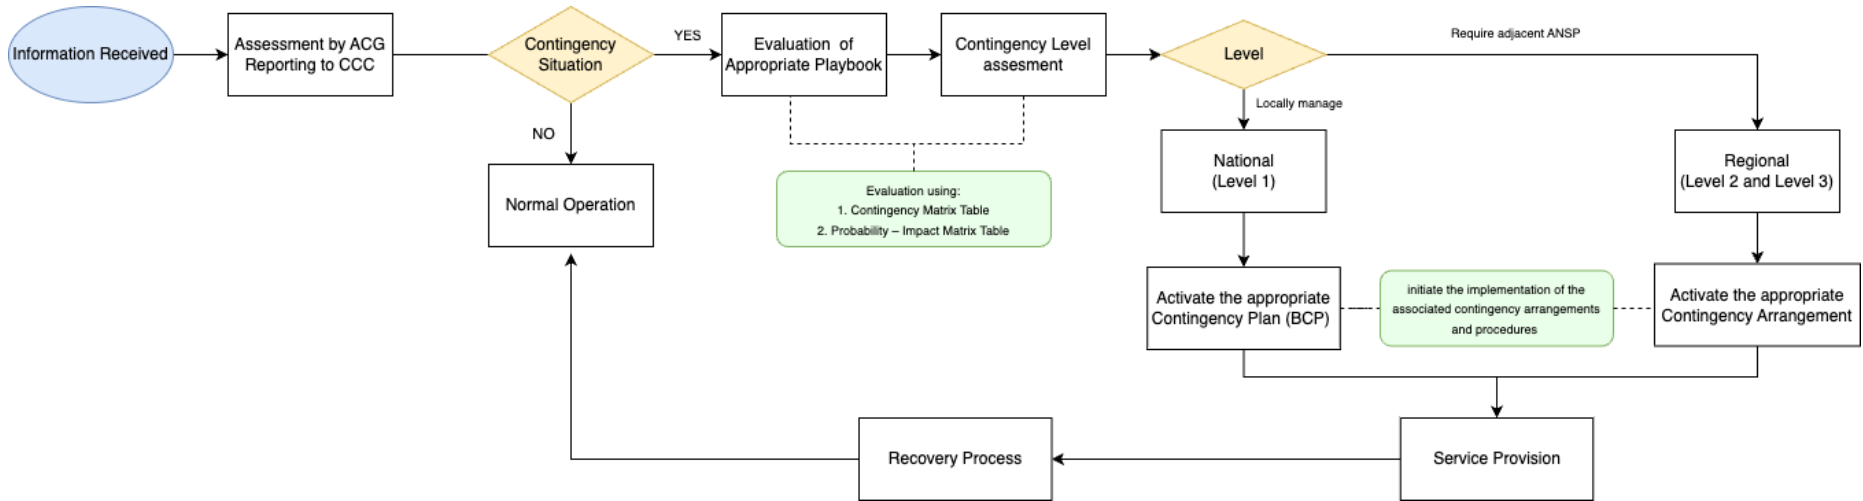 Information Received
Assessment by ACG
Reporting to CCC
Contingency
Situation
YES
NO
Evaluation of
Appropriate Playbook
Contingency Level
assesment
Level
Require adjacent ANSP
Locally manage
Normal Operation
Evaluation using:
1. Contingency Matrix Table
2. Probability – Impact Matrix Table
National
(Level 1)
Regional
(Level 2 and Level 3)
Activate the appropriate
Contingency Plan (BCP)
initiate the implementation of the
associated contingency arrangements
and procedures
Activate the appropriate
Contingency Arrangement
Recovery Process
Service Provision